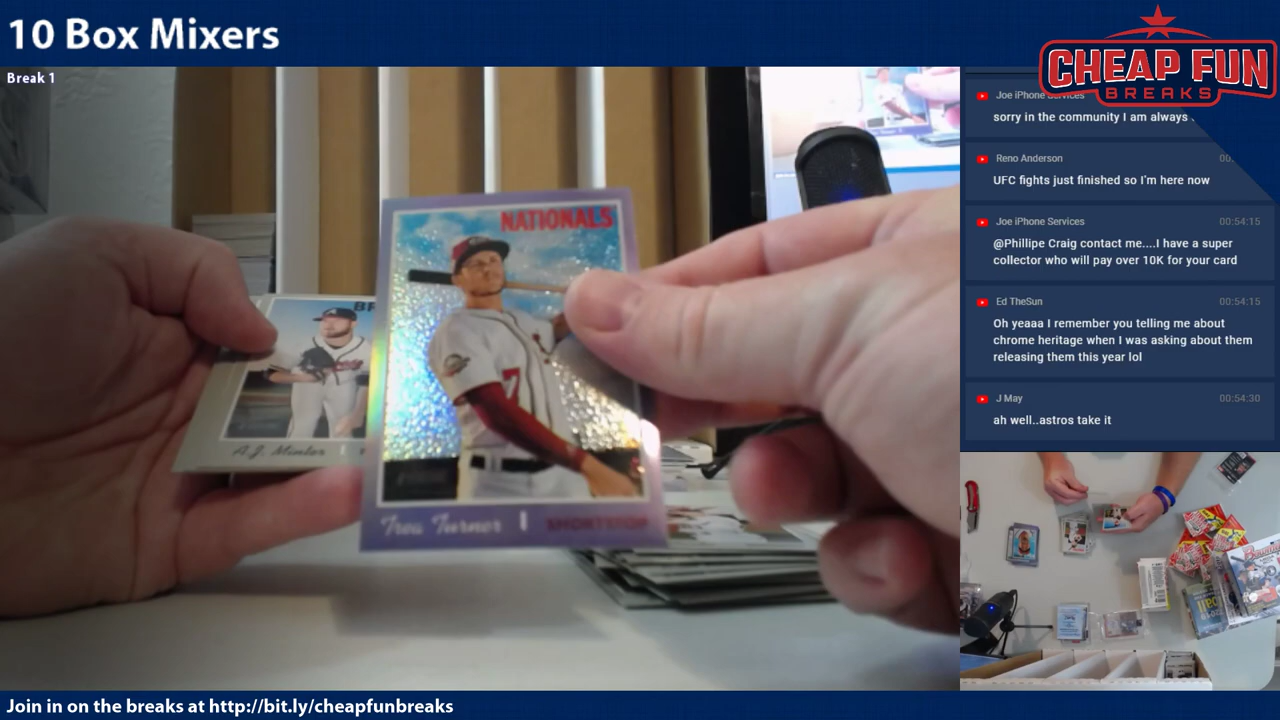 10 Box Mixers
Break 1
CHEAP FUN
BREAKS
Joe iPhone Services
sorry in the community I am always
Reno Anderson
00:
UFC fights just finished so I'm here now
Joe iPhone Services 00:54:15
@Phillipe Craig contact me....I have a super
collector who will pay over 10K for your card
Ed TheSun 00:54:15
Oh yeaaa I remember you telling me about
chrome heritage when I was asking about them
releasing them this year lol
J May 00:54:30
ah well..astros take it
NATIONALS
7
Trea Turner | SHORTSTOP
BR
A.J. Minter
Join in on the breaks at http://bit.ly/cheapfunbreaks